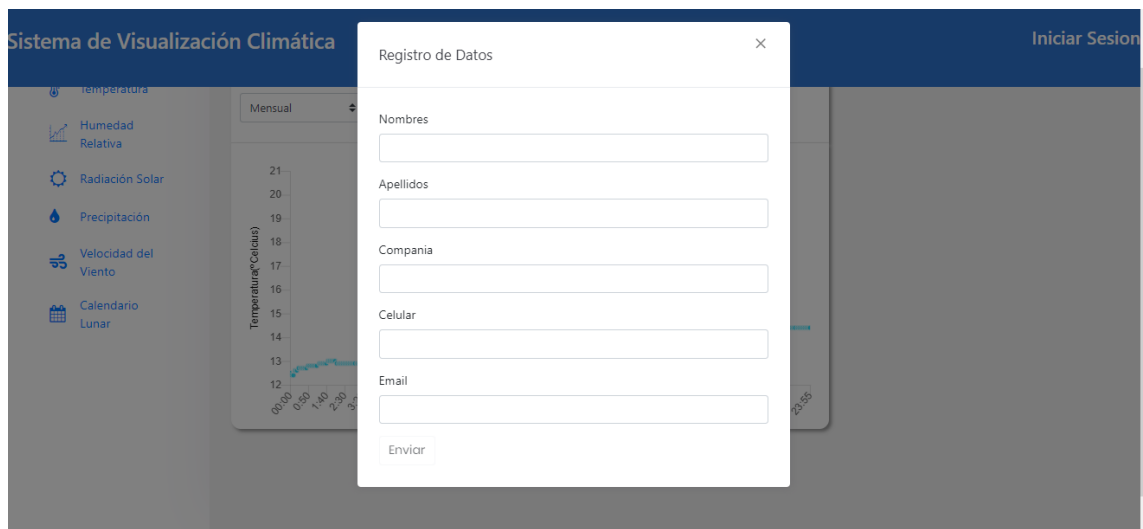 Sistema de Visualización Climática
Iniciar Sesion
Registro de Datos
×
Temperatura
Humedad
Relativa
Radiación Solar
Precipitación
Velocidad del
Viento
Calendario
Lunar
Mensual
Temperatura(°Celcius)
21
20
19
18
17
16
15
14
13
12
00:00
0:50
1:40
2:30
23:55
Nombres
Apellidos
Compania
Celular
Email
Enviar